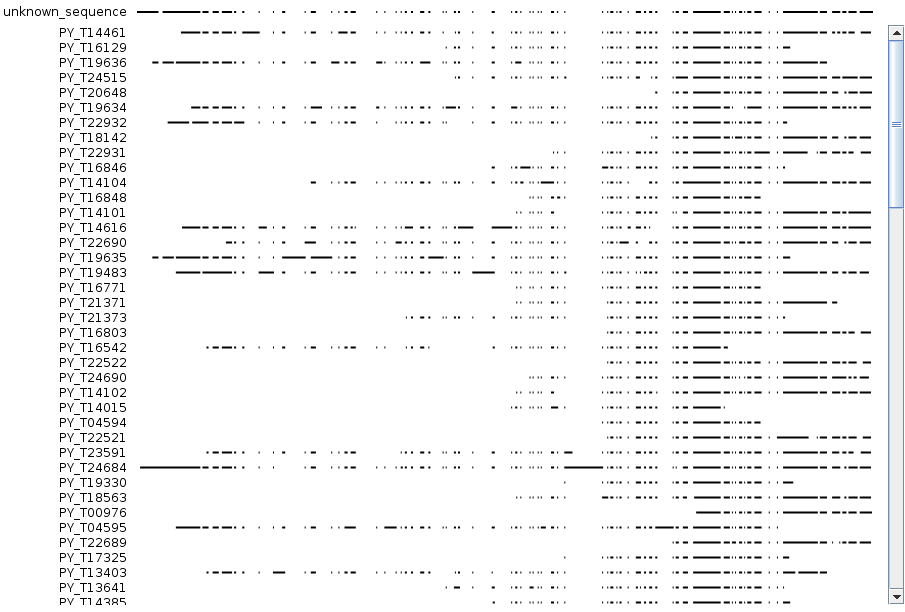 unknown_sequence
PY_T14461
PY_T16129
PY_T19636
PY_T24515
PY_T20648
PY_T19634
PY_T22932
PY_T18142
PY_T22931
PY_T16846
PY_T14104
PY_T16848
PY_T14101
PY_T14616
PY_T22690
PY_T19635
PY_T19483
PY_T16771
PY_T21371
PY_T21373
PY_T16803
PY_T16542
PY_T22522
PY_T24690
PY_T14102
PY_T14015
PY_T04594
PY_T22521
PY_T23591
PY_T24684
PY_T19330
PY_T18563
PY_T00976
PY_T04595
PY_T22689
PY_T17325
PY_T13403
PY_T13641
PY_T14385